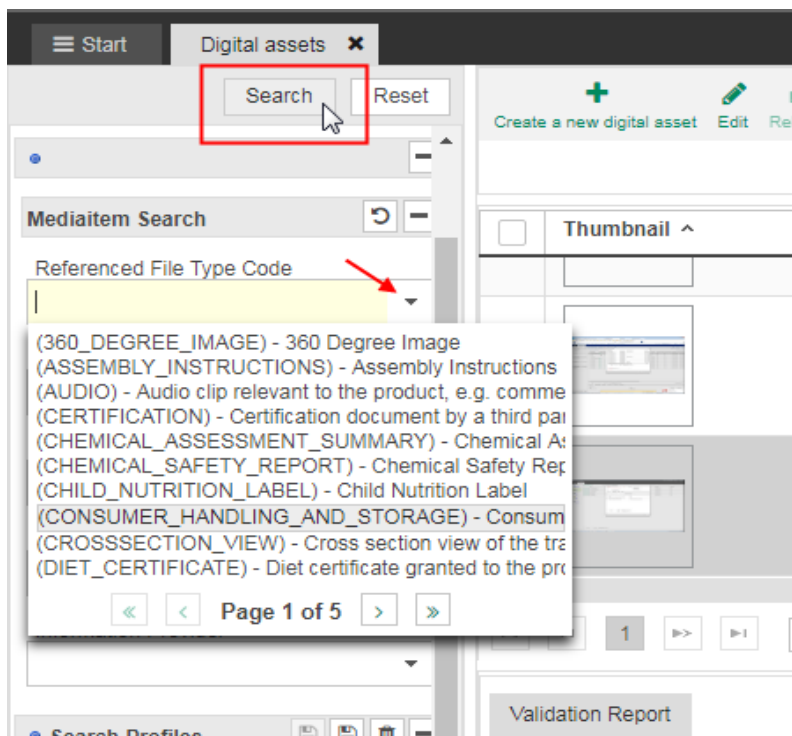 Start
Digital assets
Search
Reset
Create a new digital asset
Edit
Re
Mediaitem Search
Thumbnail
Referenced File Type Code
(360_DEGREE_IMAGE) - 360 Degree Image
(ASSEMBLY_INSTRUCTIONS) - Assembly Instructions
(AUDIO) - Audio clip relevant to the product, e.g. comme
(CERTIFICATION) - Certification document by a third par
(CHEMICAL_ASSESSMENT_SUMMARY) - Chemical As
(CHEMICAL_SAFETY_REPORT) - Chemical Safety Rep
(CHILD_NUTRITION_LABEL) - Child Nutrition Label
(CONSUMER_HANDLING_AND_STORAGE) - Consum
(CROSSSECTION_VIEW) - Cross section view of the tra
(DIET_CERTIFICATE) - Diet certificate granted to the pro
Page 1 of 5
1
Validation Report
Search Profiles